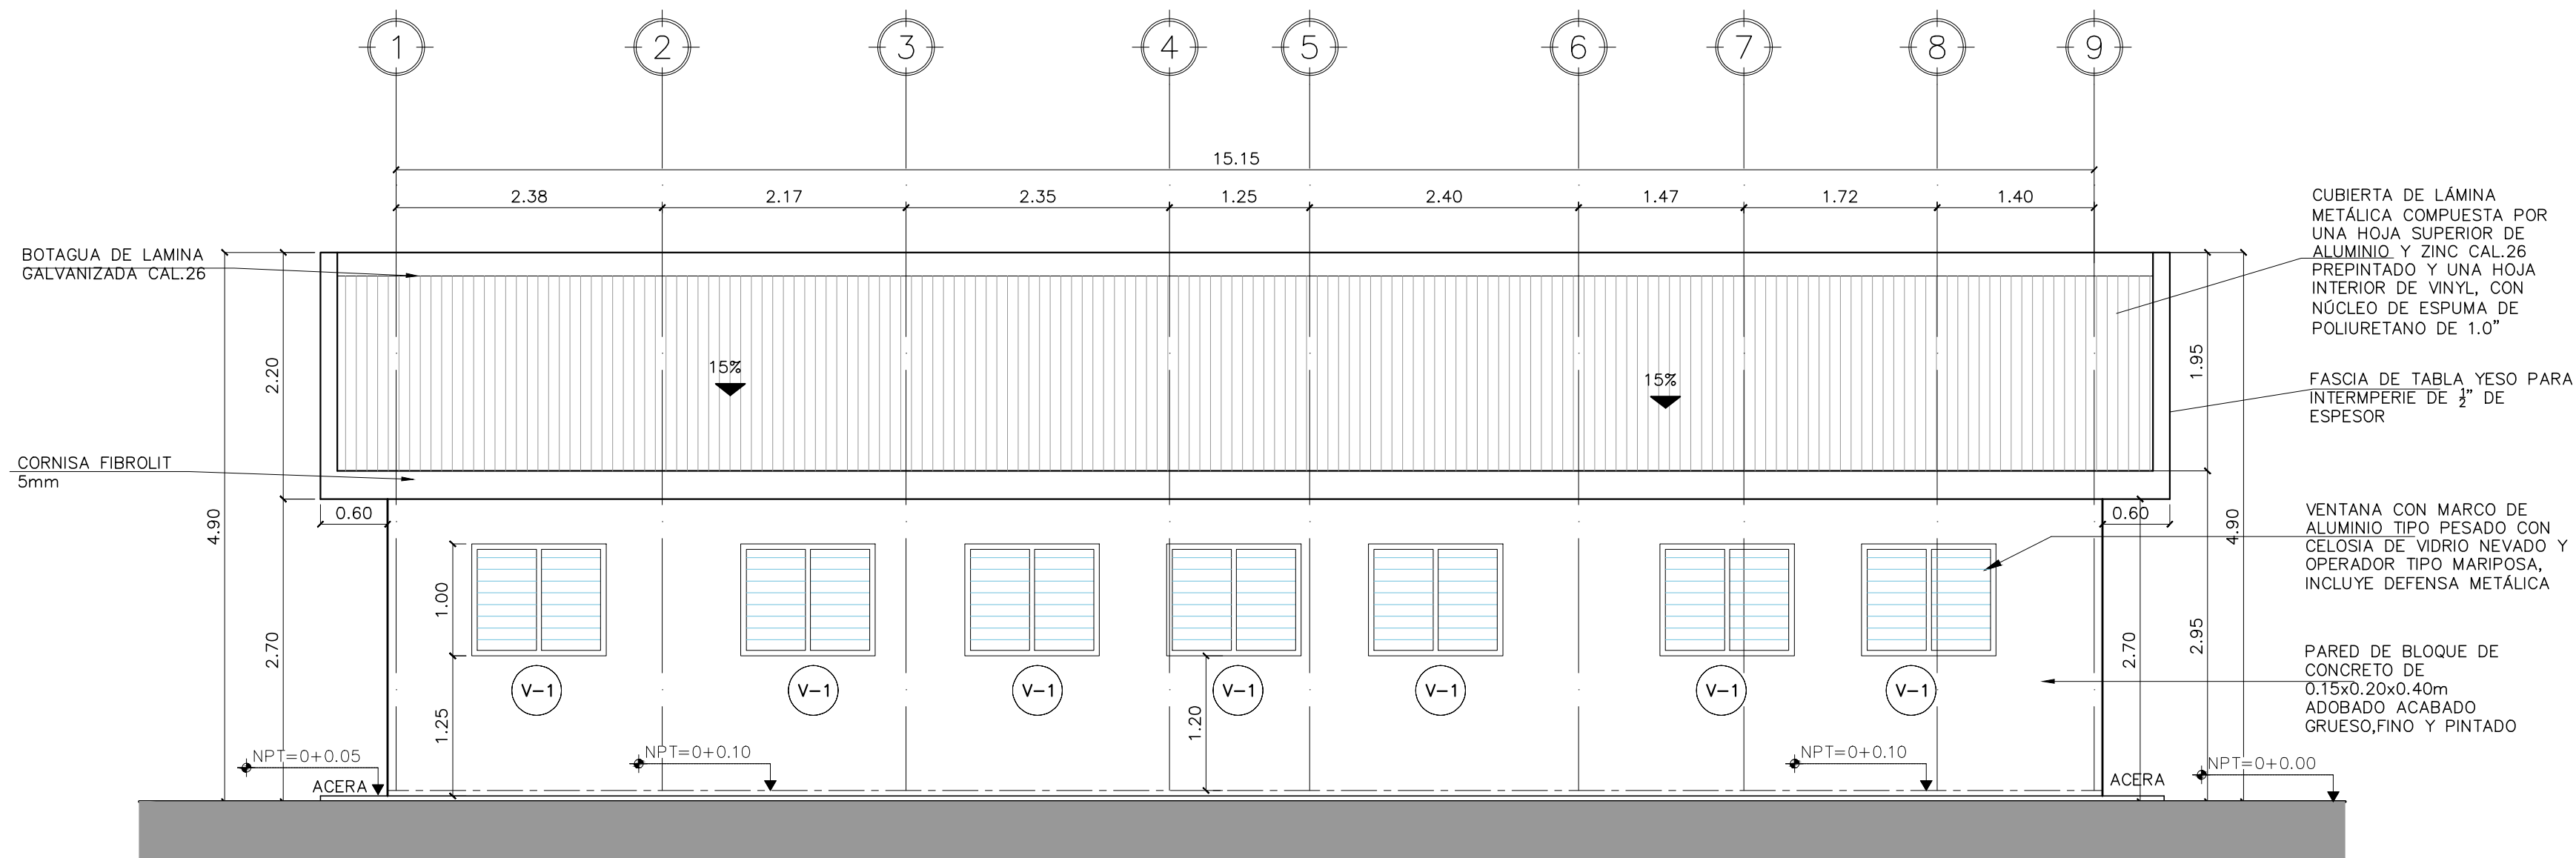 1 2 3 4 5 6 7 8 9
15.15
2.38 2.17 2.35 1.25 2.40 1.47 1.72 1.40
BOTAGUA DE LAMINA
GALVANIZADA CAL.26
CUBIERTA DE LÁMINA
METÁLICA COMPUESTA POR
UNA HOJA SUPERIOR DE
ALUMINIO Y ZINC CAL.26
PREPINTADO Y UNA HOJA
INTERIOR DE VINYL, CON
NÚCLEO DE ESPUMA DE
POLIURETANO DE 1.0”
2.20
15%
15%
1.95
FASCIA DE TABLA YESO PARA
INTERMPERIE DE ½” DE
ESPESOR
CORNISA FIBROLIT
5mm
4.90
0.60
0.60
4.90
VENTANA CON MARCO DE
ALUMINIO TIPO PESADO CON
CELOSIA DE VIDRIO NEVADO Y
OPERADOR TIPO MARIPOSA,
INCLUYE DEFENSA METÁLICA
1.00
2.70
2.70
2.95
PARED DE BLOQUE DE
CONCRETO DE
0.15x0.20x0.40m
ADOBADO ACABADO
GRUESO,FINO Y PINTADO
V-1 V-1 V-1 V-1 V-1 V-1 V-1
1.25
1.20
NPT=0+0.05
NPT=0+0.10
NPT=0+0.10
NPT=0+0.00
ACERA
ACERA